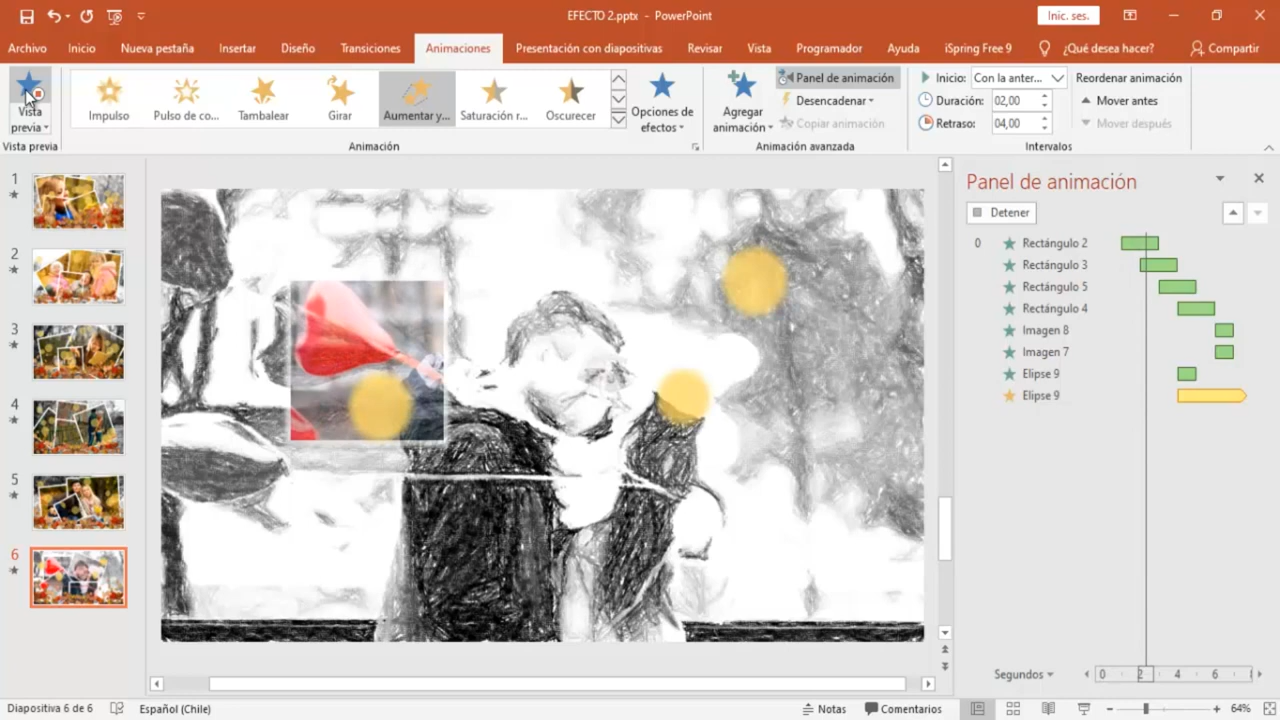 EFECTO 2.pptx - PowerPoint
Inic. ses.
Archivo Inicio Nueva pestaña Insertar Diseño Transiciones Animaciones Presentación con diapositivas Revisar Vista Programador Ayuda iSpring Free 9 ¿Qué desea hacer? Compartir
Vista previa
Impulso Pulso de co... Tambalear Girar Aumentar y... Saturación r... Oscurecer
Opciones de efectos
Agregar animación
Panel de animación
Desencadenar
Copiar animación
Inicio: Con la anter...
Duración: 02,00
Retraso: 04,00
Reordenar animación
Mover antes
Mover después
Vista previa Animación Animación avanzada Intervalos
1
2
3
4
5
6
Panel de animación
Detener
0 Rectángulo 2
Rectángulo 3
Rectángulo 5
Rectángulo 4
Imagen 8
Imagen 7
Elipse 9
Elipse 9
Segundos 0 2 4 6
Diapositiva 6 de 6 Español (Chile) Notas Comentarios 64%